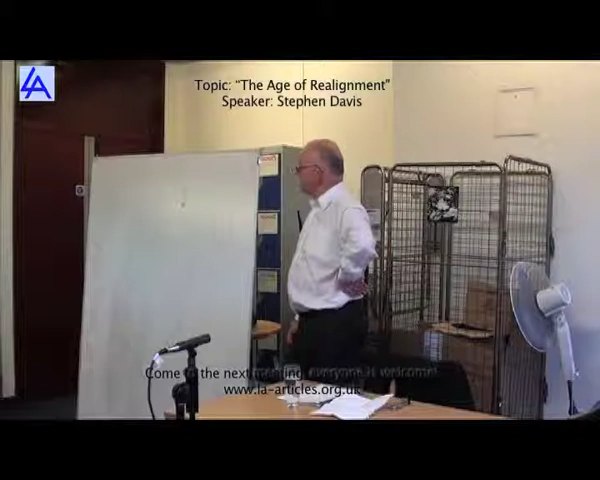 LA
Topic: "The Age of Realignment"
Speaker: Stephen Davis
Come to the next meeting, everyone is welcome!
www.la-articles.org.uk